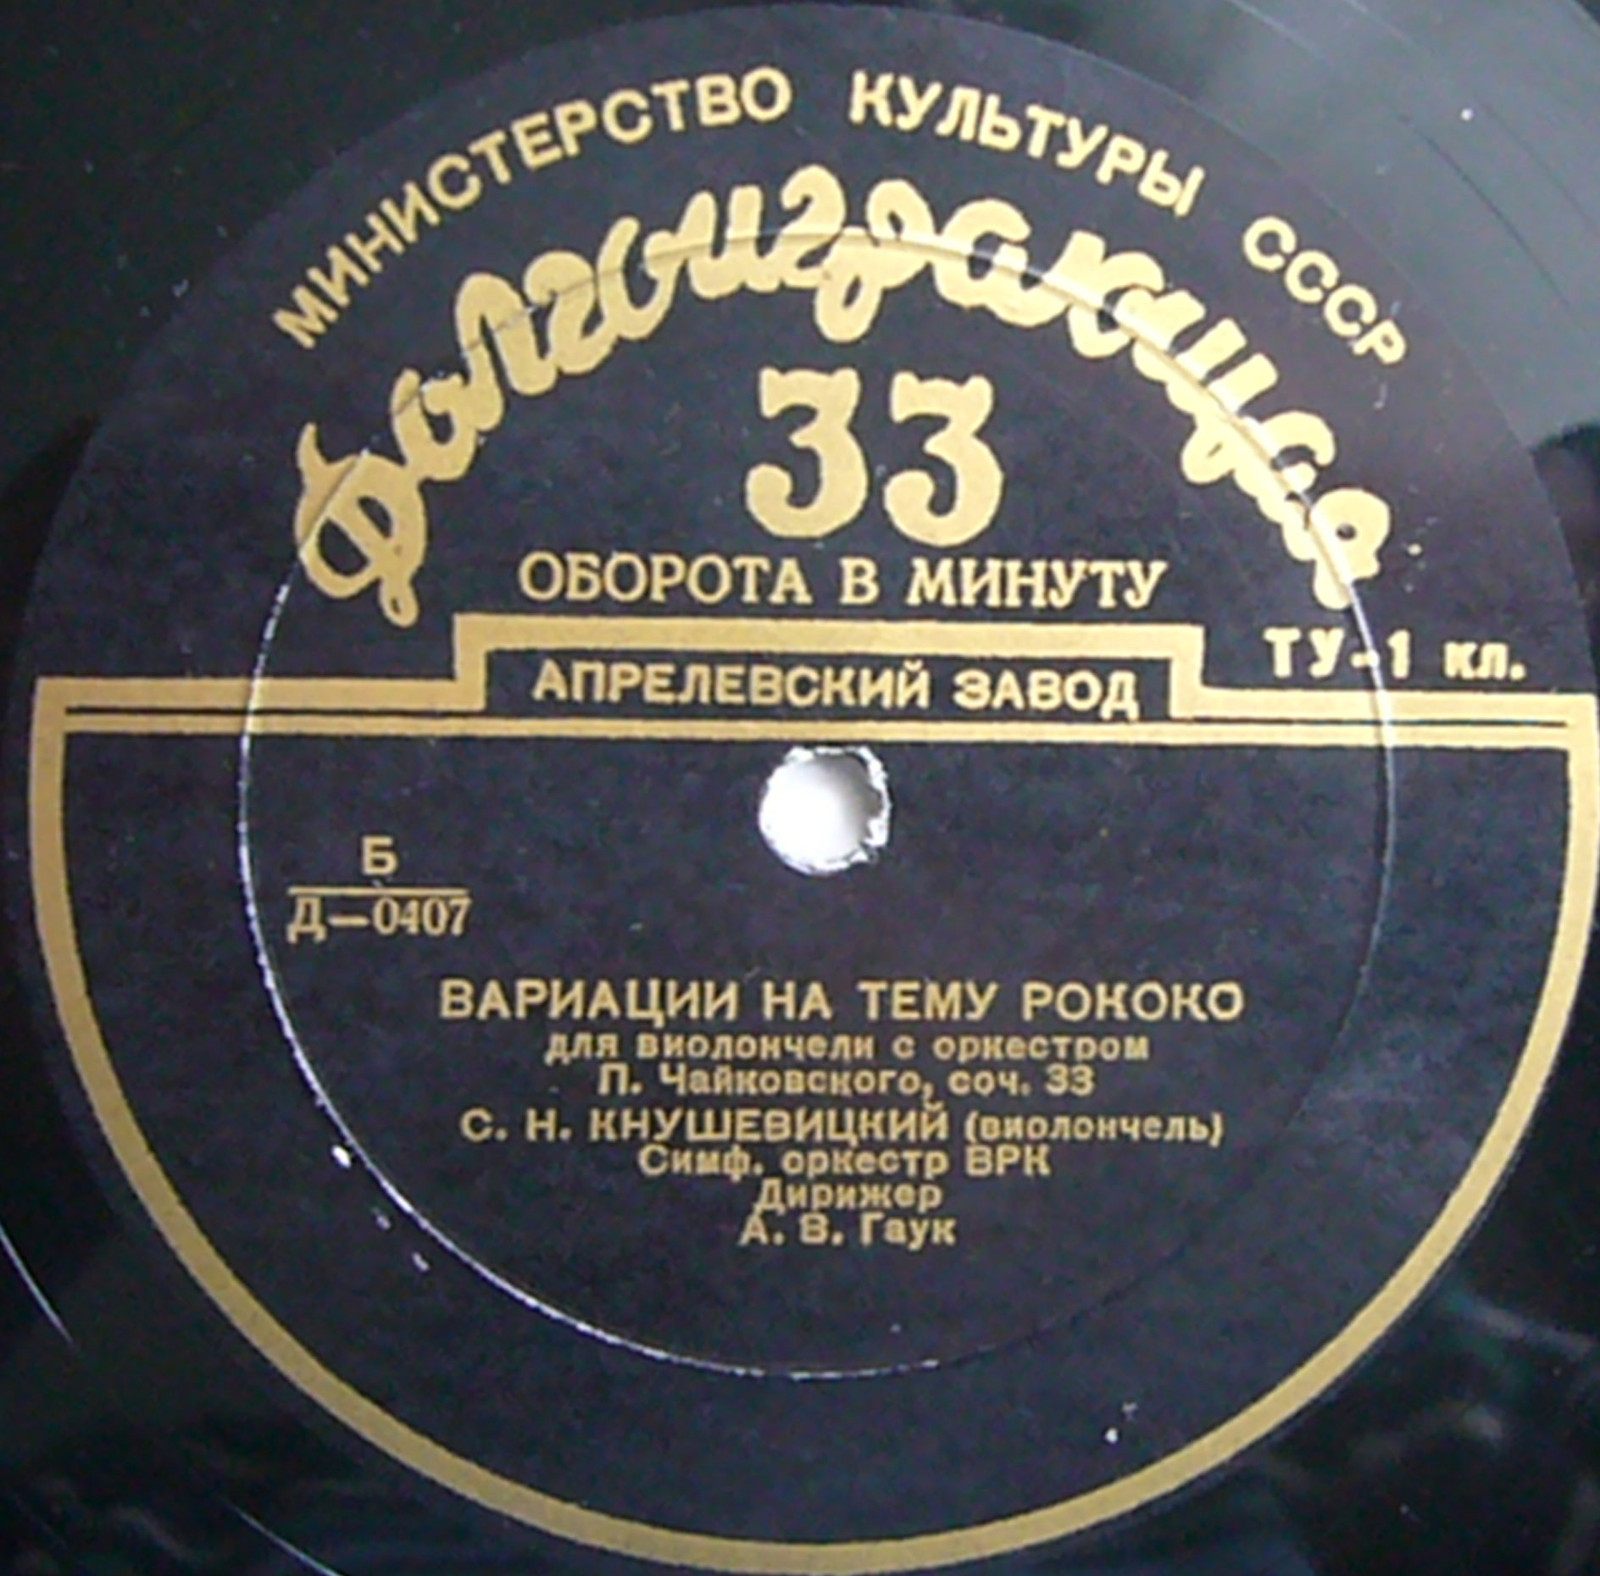 МИНИСТЕРСТВО КУЛЬТУРЫ СССР
Долгоиграющая
33
ОБОРОТА В МИНУТУ
ТУ-1 кл.
АПРЕЛЕВСКИЙ ЗАВОД
Б
Д—0407
ВАРИАЦИИ НА ТЕМУ РОКОКО
для виолончели с оркестром
П. Чайковского, соч. 33
С. Н. КНУШЕВИЦКИЙ (виолончель)
Симф. оркестр ВРК
Дирижер
А. В. Гаук